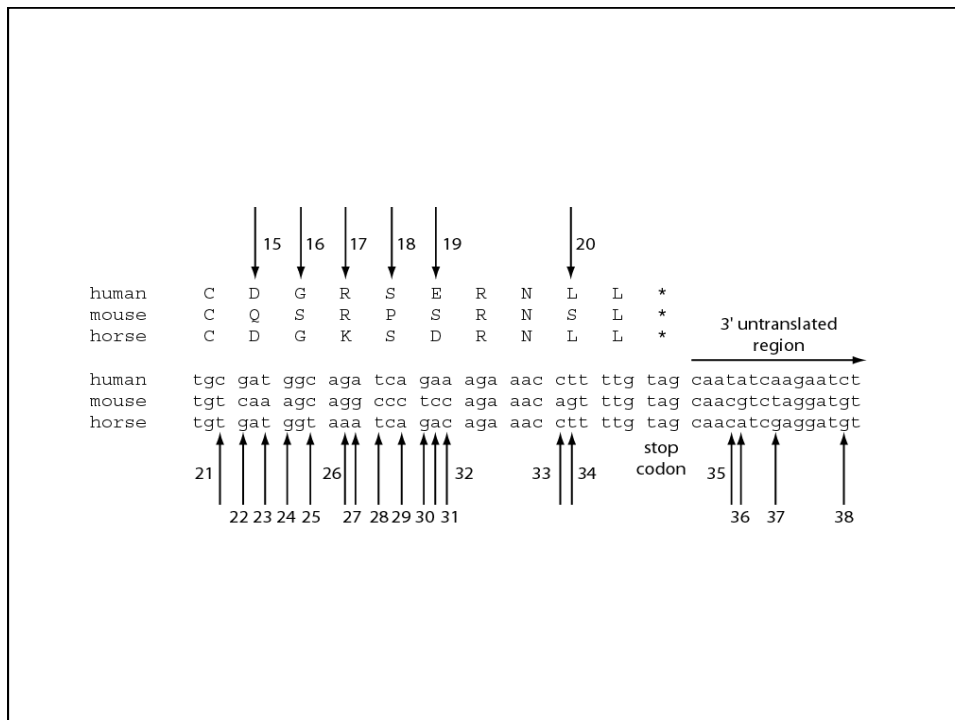 15 16 17 18 19 20
human C D G R S E R N L L *
mouse C Q S R P S R N S L *
horse C D G K S D R N L L *
3' untranslated
region
human tgc gat ggc aga tca gaa aga aac ctt ttg tag caatatcaagaatct
mouse tgt caa agc agg ccc tcc aga aac agt ttg tag caacgtctaggatgt
horse tgt gat ggt aaa tca gac aga aac ctt ttg tag caacatcgaggatgt
21 26 32 33 34 stop 35
codon
22 23 24 25 27 28 29 30 31 36 37 38